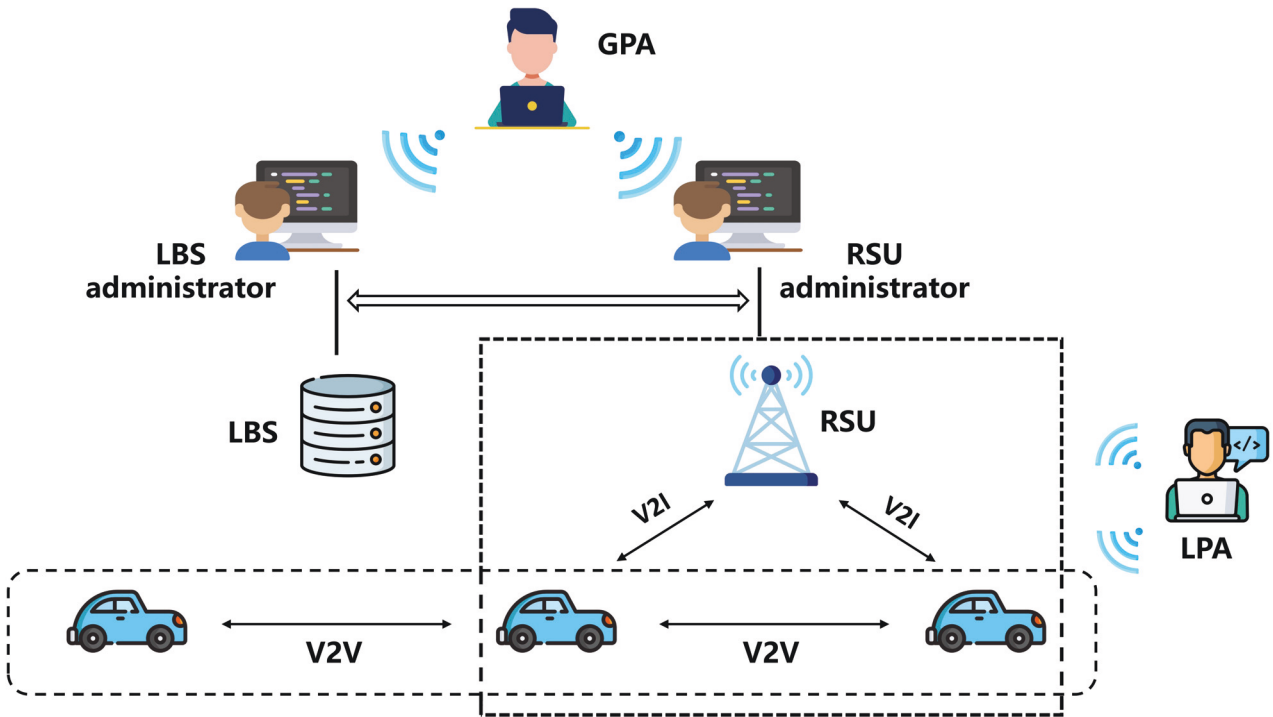 GPA
LBS
administrator
RSU
administrator
LBS
RSU
</>
V2I
V2I
LPA
V2V
V2V